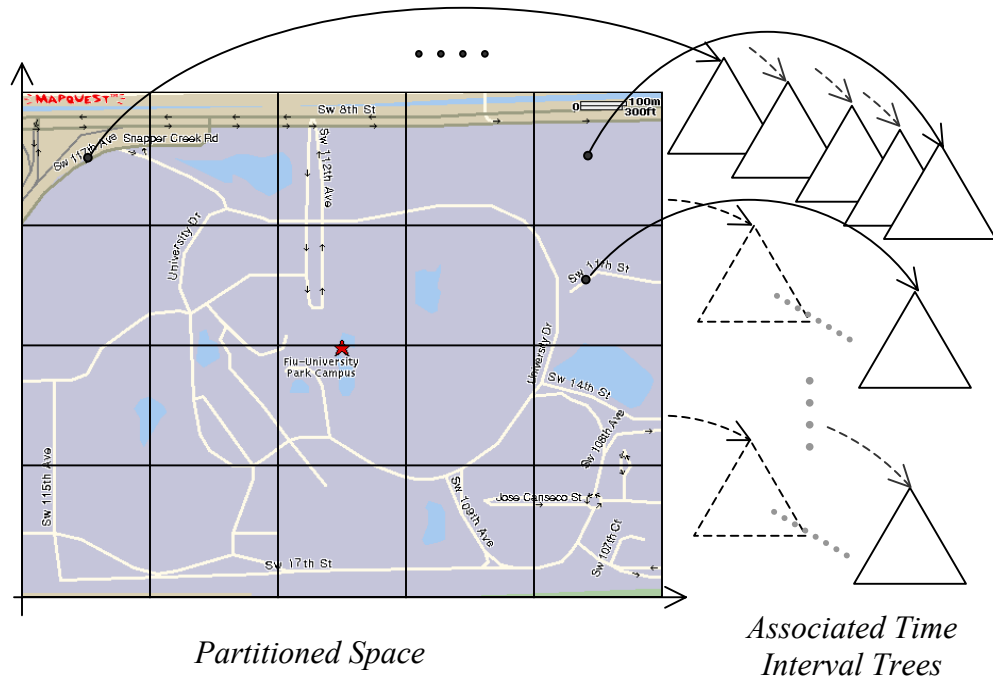 MAPQUEST
Sw 8th St
0 100m
300ft
Snapper Creek Rd
Sw 117th Ave
Sw 112th Ave
University Dr
Sw 11th St
University Dr
Fiu-University
Park Campus
Sw 14th St
Sw 108th Ave
Sw 115th Ave
Sw 109th Ave
Jose Canseco St
Sw 107th Ct
Sw 17th St
Partitioned Space
Associated Time
Interval Trees